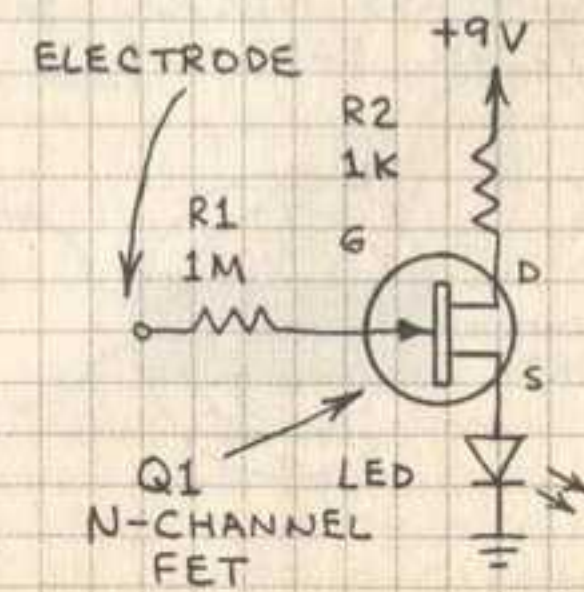 +9V
ELECTRODE
R2
1K
R1
1M
G
D
S
Q1
N-CHANNEL
FET
LED